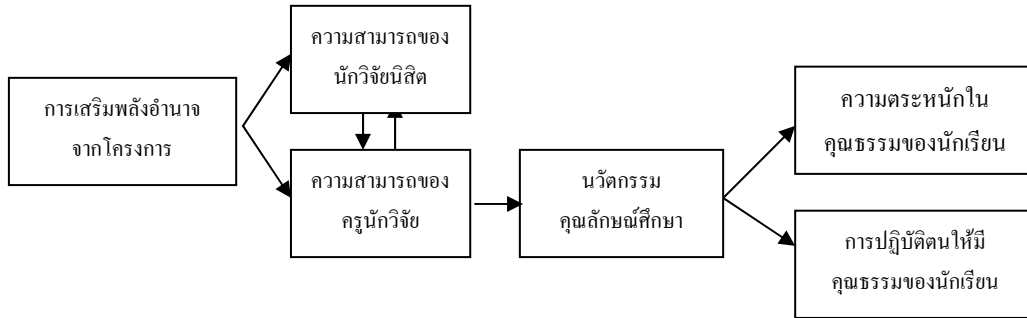 การเสริมพลังอำนาจ
จากโครงการ
ความสามารถของ
นักวิจัยนิสิต
ความสามารถของ
ครูนักวิจัย
นวัตกรรม
คุณลักษณ์ศึกษา
ความตระหนักใน
คุณธรรมของนักเรียน
การปฏิบัติตนให้มี
คุณธรรมของนักเรียน